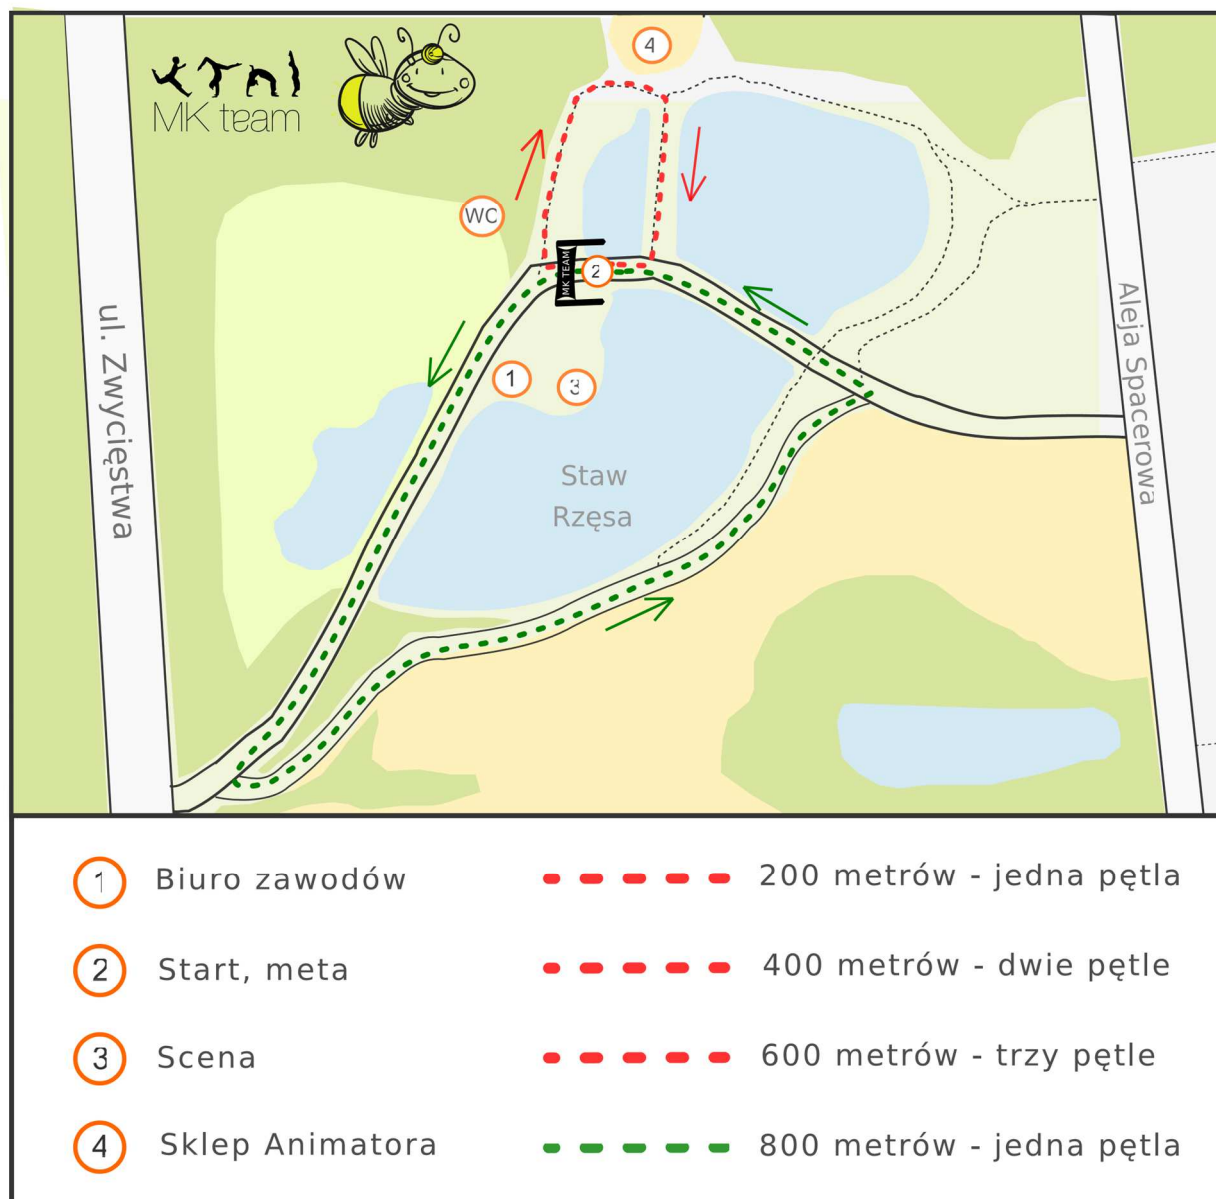 4
MK team
WC
MK TEAM
2
ul. Zwycięstwa
Aleja Spacerowa
1
3
Staw
Rzęsa
1 Biuro zawodów
200 metrów - jedna pętla
2 Start, meta
400 metrów - dwie pętle
3 Scena
600 metrów - trzy pętle
4 Sklep Animatora
800 metrów - jedna pętla